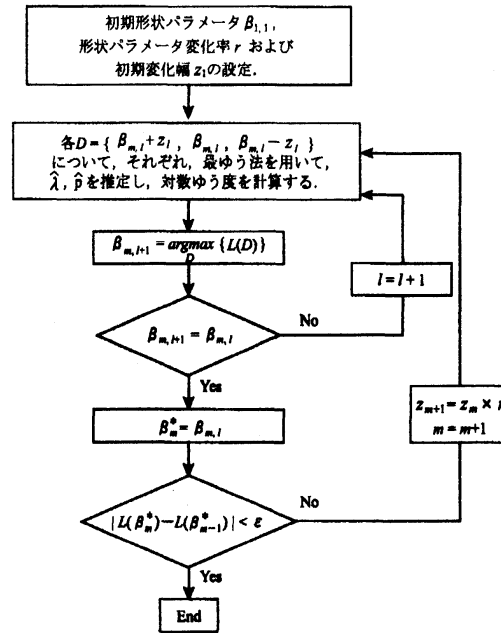 初期形状パラメータ β1,1,
形状パラメータ変化率 r および
初期変化幅 z1の設定.
各D = { βm,l + zl , βm,l , βm,l − zl }
について, それぞれ, 最ゆう法を用いて,
λ̂ , p̂ を推定し, 対数ゆう度を計算する.
βm,l+1 = argmax {L(D)}
D
l = l + 1
βm,l+1 = βm,l
No
Yes
zm+1 = zm ×
m = m+1
β*m = βm,l
No
| L(β*m) − L(β*m−1) | < ε
Yes
End